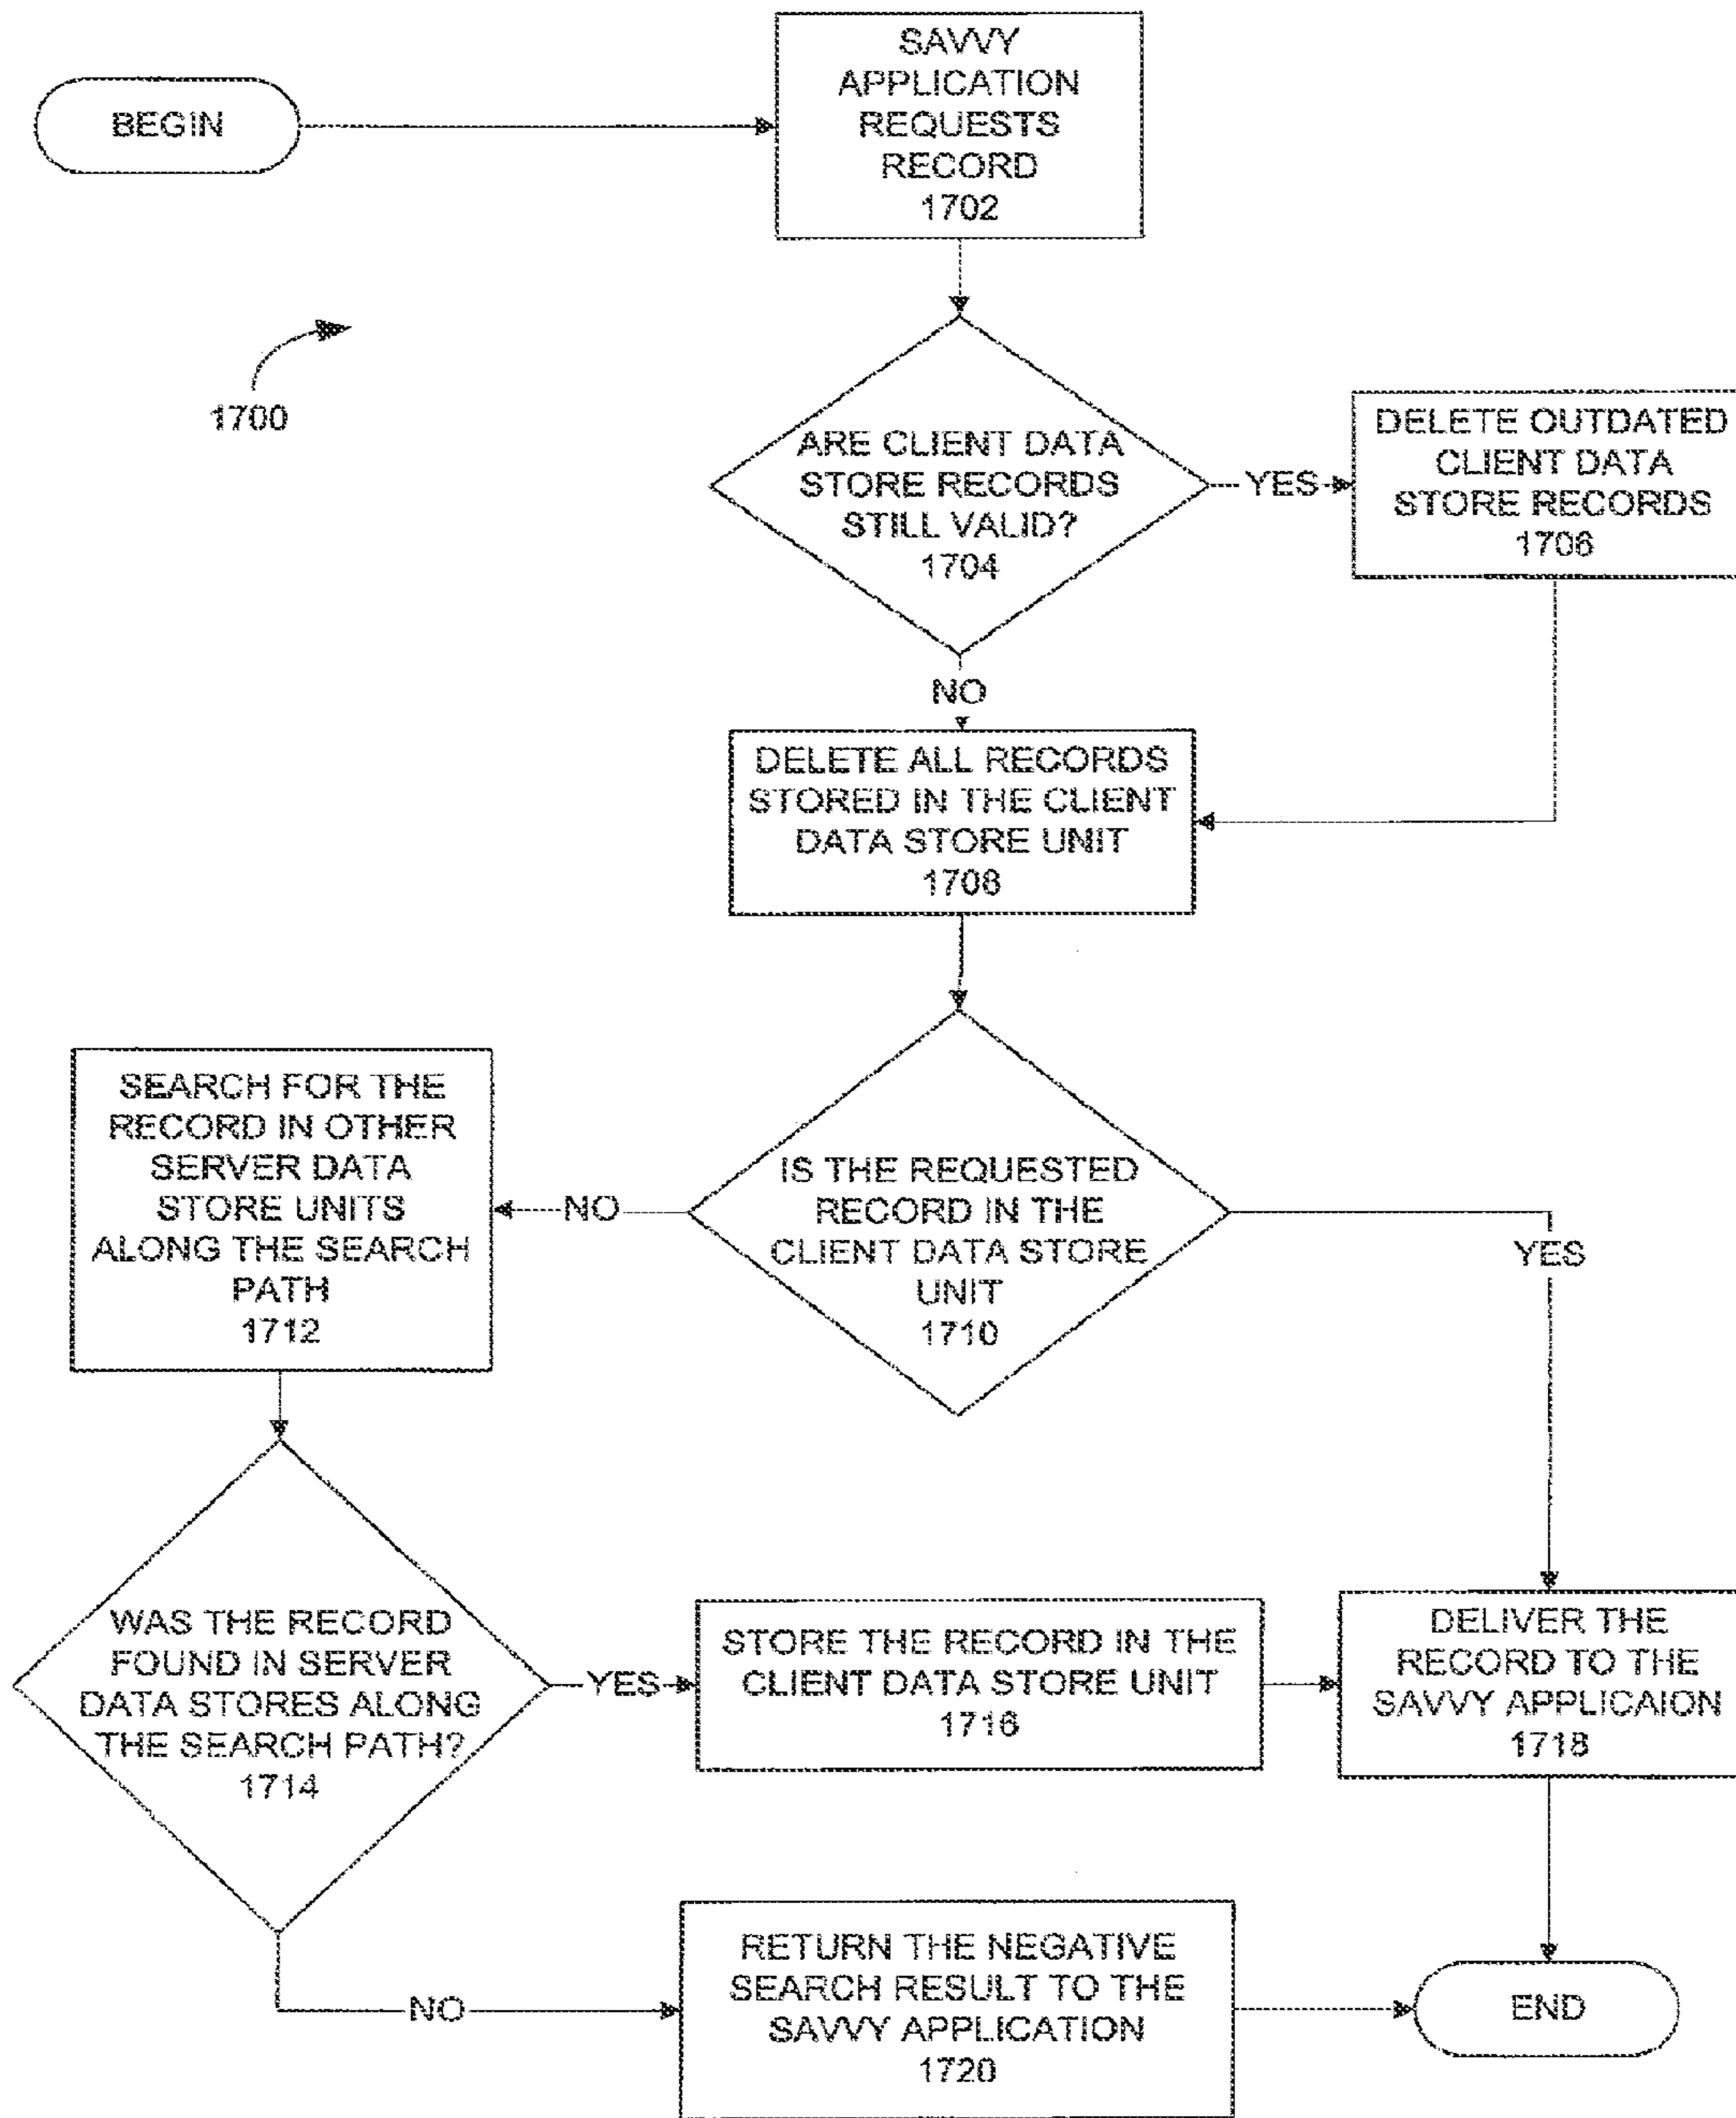 BEGIN
SAVVY
APPLICATION
REQUESTS
RECORD
1702
1700
ARE CLIENT DATA
STORE RECORDS
STILL VALID?
1704
YES
DELETE OUTDATED
CLIENT DATA
STORE RECORDS
1706
NO
DELETE ALL RECORDS
STORED IN THE CLIENT
DATA STORE UNIT
1708
IS THE REQUESTED
RECORD IN THE
CLIENT DATA STORE
UNIT
1710
NO
YES
SEARCH FOR THE
RECORD IN OTHER
SERVER DATA
STORE UNITS
ALONG THE SEARCH
PATH
1712
WAS THE RECORD
FOUND IN SERVER
DATA STORES ALONG
THE SEARCH PATH?
1714
YES
STORE THE RECORD IN THE
CLIENT DATA STORE UNIT
1716
DELIVER THE
RECORD TO THE
SAVVY APPLICAION
1718
NO
RETURN THE NEGATIVE
SEARCH RESULT TO THE
SAVVY APPLICATION
1720
END